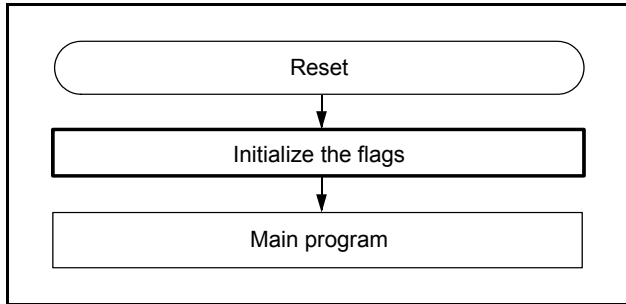 Reset
Initialize the flags
Main program